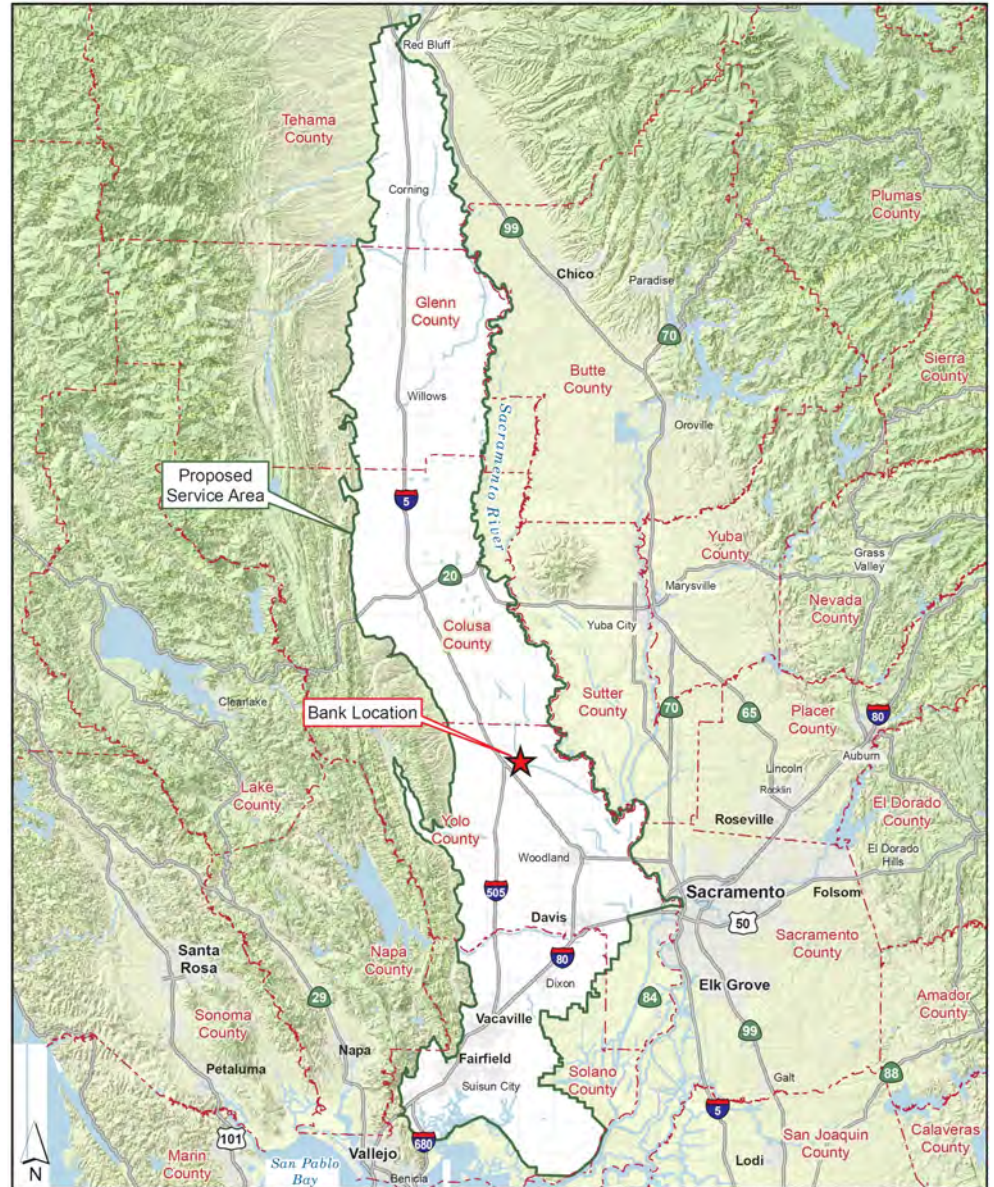 Red Bluff
Tehama
County
Corning
Plumas
County
99
Chico
Paradise
Glenn
County
70
Sierra
County
Butte
County
Willows
Oroville
Sacramento River
Proposed
Service Area
5
Yuba
County
Grass
Valley
20
Marysville
Nevada
County
Colusa
County
Yuba City
Clearlake
Sutter
County
Bank Location
70
65
Placer
County
80
Auburn
Lincoln
Lake
County
Rocklin
El Dorado
County
Yolo
County
Roseville
El Dorado
Hills
Woodland
505
Sacramento
Folsom
Davis
50
Napa
County
Sacramento
County
Santa
Rosa
80
Dixon
Elk Grove
84
Amador
County
29
Vacaville
Sonoma
County
99
Napa
Fairfield
Solano
County
Petaluma
Suisun City
Galt
88
5
101
680
San Joaquin
County
Calaveras
County
Marin
County
San Pablo
Bay
Vallejo
Benicia
Lodi
N